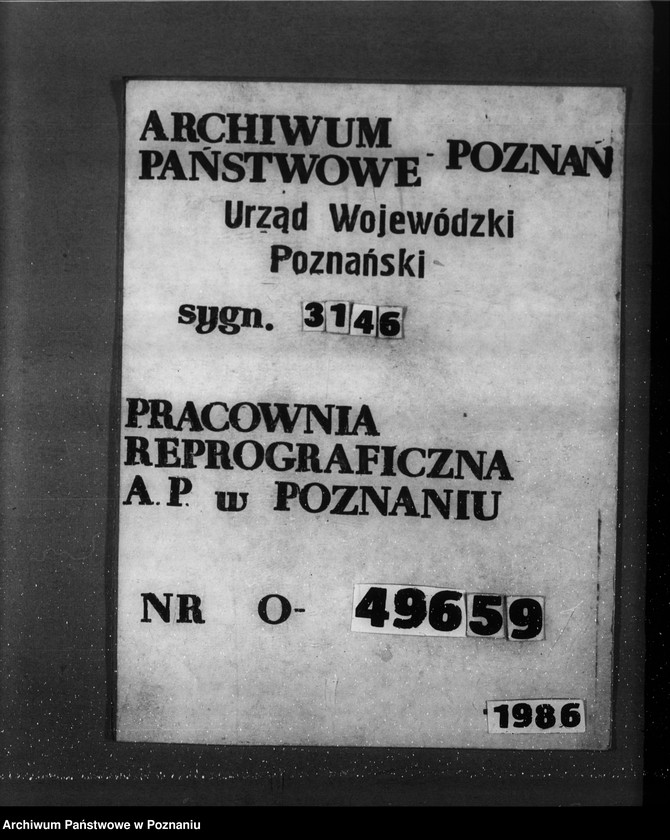 ARCHIWUM
PAŃSTWOWE - POZNAŃ
Urząd Wojewódzki
Poznański
sygn. 3146
PRACOWNIA
REPROGRAFICZNA
A.P. w POZNANIU
NR O- 49659
1986
Archiwum Państwowe w Poznaniu